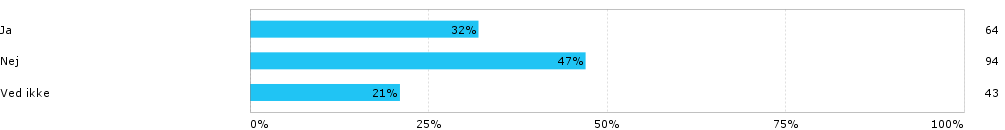 Ja 32% 64
Nej 47% 94
Ved ikke 21% 43
0% 25% 50% 75% 100%